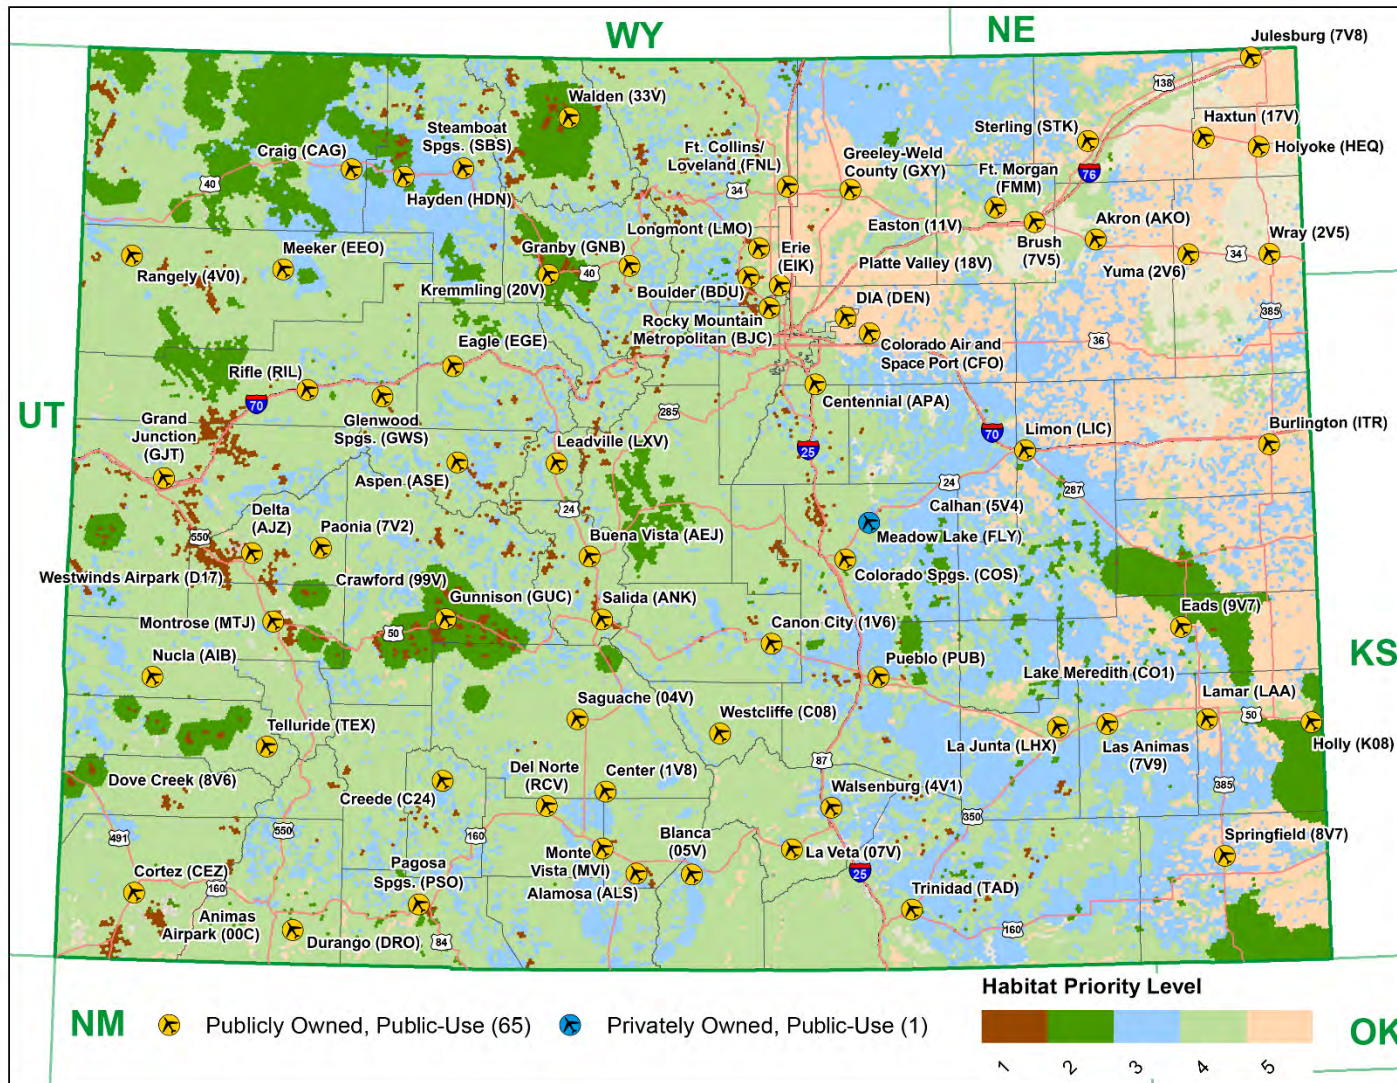 WY
NE
Julesburg (7V8)
138
Walden (33V)
Haxtun (17V)
Steamboat
Spgs. (SBS)
Sterling (STK)
Craig (CAG)
Ft. Collins/
Loveland (FNL)
Greeley-Weld
County (GXY)
Holyoke (HEQ)
Ft. Morgan
(FMM)
76
40
Hayden (HDN)
34
Longmont (LMO)
Easton (11V)
Akron (AKO)
Meeker (EEO)
Granby (GNB)
Erie
(EIK)
Brush
(7V5)
Wray (2V5)
34
Rangely (4V0)
40
Platte Valley (18V)
Yuma (2V6)
Kremmling (20V)
Boulder (BDU)
DIA (DEN)
385
Rocky Mountain
Metropolitan (BJC)
Eagle (EGE)
36
Colorado Air and
Space Port (CFO)
Rifle (RIL)
70
UT
285
Centennial (APA)
Grand
Junction
(GJT)
Glenwood
Spgs. (GWS)
Leadville (LXV)
70
Limon (LIC)
Burlington (ITR)
25
Aspen (ASE)
24
287
Delta
(AJZ)
24
Calhan (5V4)
Paonia (7V2)
550
Buena Vista (AEJ)
Meadow Lake (FLY)
Westwinds Airpark (D17)
Crawford (99V)
Colorado Spgs. (COS)
Gunnison (GUC)
Salida (ANK)
Eads (9V7)
Montrose (MTJ)
50
Canon City (1V6)
KS
Nucla (AIB)
Pueblo (PUB)
Lake Meredith (CO1)
Saguache (04V)
Lamar (LAA)
Telluride (TEX)
Westcliffe (C08)
50
La Junta (LHX)
Las Animas
(7V9)
Holly (K08)
87
Del Norte
(RCV)
Center (1V8)
Dove Creek (8V6)
Creede (C24)
385
Walsenburg (4V1)
350
491
550
160
Blanca
(05V)
Springfield (8V7)
Monte
Vista (MVI)
La Veta (07V)
Pagosa
Spgs. (PSO)
Cortez (CEZ)
25
160
Alamosa (ALS)
Trinidad (TAD)
Animas
Airpark (00C)
Durango (DRO)
84
160
Habitat Priority Level
NM
Publicly Owned, Public-Use (65)
Privately Owned, Public-Use (1)
OK
1
2
3
4
5